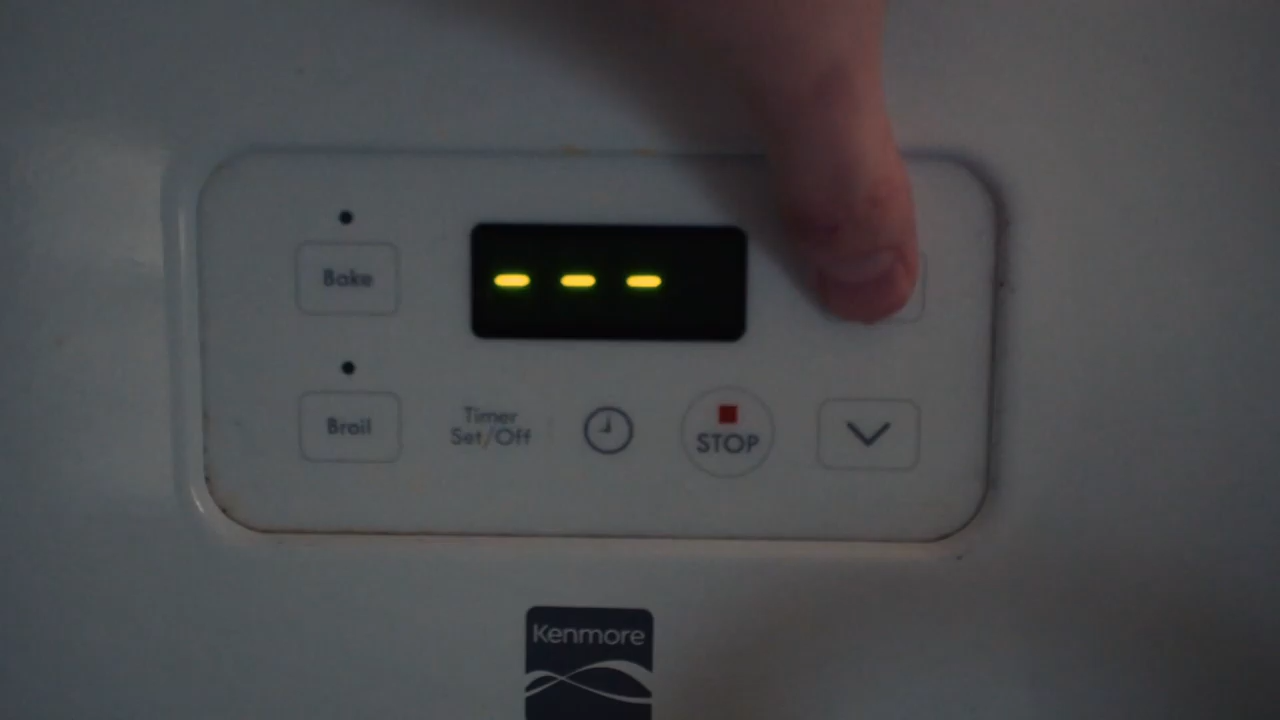 Bake
---
Broil
Timer
Set/Off
STOP
Kenmore